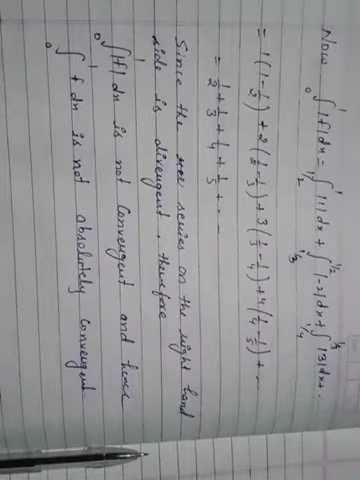 Now ∫₀¹ |f| dx = ∫_{1/2}^{1} |1| dx + ∫_{1/3}^{1/2} |-2| dx + ∫_{1/4}^{1/3} |3| dx + ...
= 1(1 - 1/2) + 2(1/2 - 1/3) + 3(1/3 - 1/4) + 4(1/4 - 1/5) + ...
= 1/2 + 1/3 + 1/4 + 1/5 + ...
Since the series on the right hand
side is divergent, therefore
∫₀¹ |f| dx is not convergent and hence
∫₀¹ f dx is not absolutely convergent